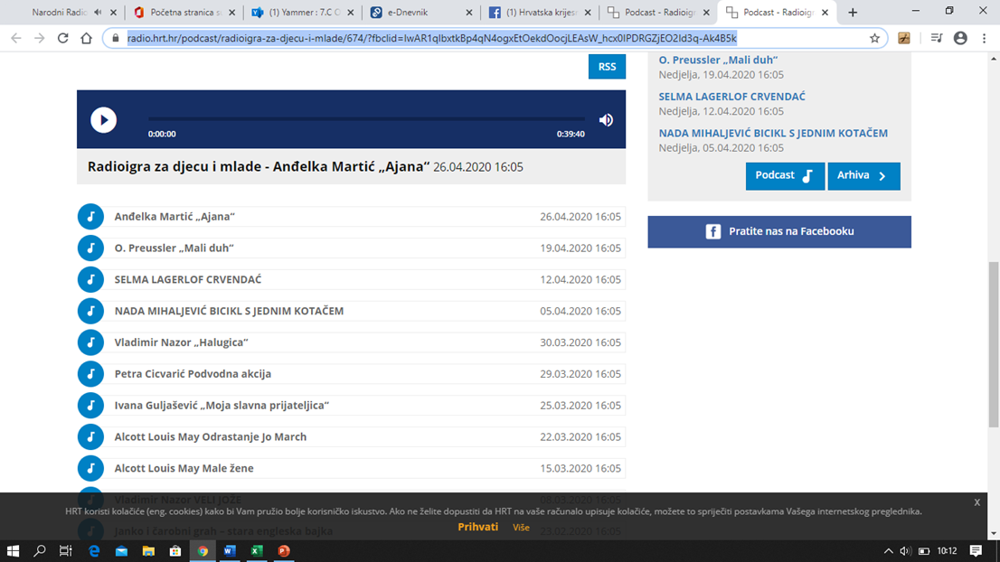 Narodni Radio
Početna stranica su
(1) Yammer : 7.C O
e-Dnevnik
(1) Hrvatska krijes
Podcast - Radioigr
Podcast - Radioigr
radio.hrt.hr/podcast/radioigra-za-djecu-i-mlade/674/?fbclid=
RSS
0:00:00
0:39:40
Radioigra za djecu i mlade - Anđelka Martić „Ajana“ 26.04.2020 16:05
Anđelka Martić „Ajana“ 26.04.2020 16:05
O. Preussler „Mali duh“ 19.04.2020 16:05
SELMA LAGERLOF CRVENDAĆ 12.04.2020 16:05
NADA MIHALJEVIĆ BICIKL S JEDNIM KOTAČEM 05.04.2020 16:05
Vladimir Nazor „Halugica“ 30.03.2020 16:05
Petra Cicvarić Podvodna akcija 29.03.2020 16:05
Ivana Guljašević „Moja slavna prijateljica“ 25.03.2020 16:05
Alcott Louis May Odrastanje Jo March 22.03.2020 16:05
Alcott Louis May Male žene 15.03.2020 16:05
Vladimir Nazor VELI JOŽE 08.03.2020 16:05
Janko i čarobni grah – stara engleska bajka 23.02.2020 16:05
O. Preussler „Mali duh“
Nedjelja, 19.04.2020 16:05
SELMA LAGERLOF CRVENDAĆ
Nedjelja, 12.04.2020 16:05
NADA MIHALJEVIĆ BICIKL S JEDNIM KOTAČEM
Nedjelja, 05.04.2020 16:05
Podcast
Arhiva
Pratite nas na Facebooku
X
HRT koristi kolačiće (eng. cookies) kako bi Vam pružio bolje korisničko iskustvo. Ako ne želite dopustiti da HRT na vaše računalo upisuje kolačiće, možete to spriječiti postavkama Vašega internetskog preglednika.
Prihvati Više
10:12